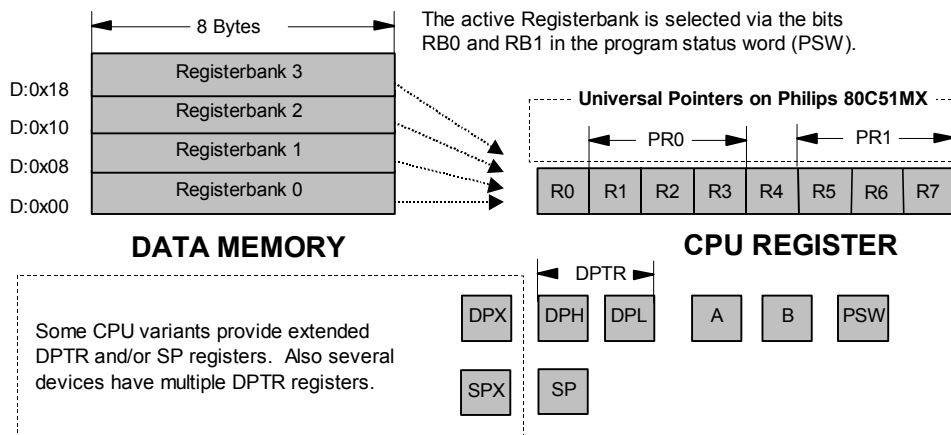 8 Bytes
The active Registerbank is selected via the bits
RB0 and RB1 in the program status word (PSW).
Registerbank 3
D:0x18
Registerbank 2
D:0x10
Registerbank 1
D:0x08
Registerbank 0
D:0x00
Universal Pointers on Philips 80C51MX
PR0 PR1
R0 R1 R2 R3 R4 R5 R6 R7
DATA MEMORY
CPU REGISTER
DPTR
DPX DPH DPL A B PSW
Some CPU variants provide extended
DPTR and/or SP registers. Also several
devices have multiple DPTR registers.
SPX SP